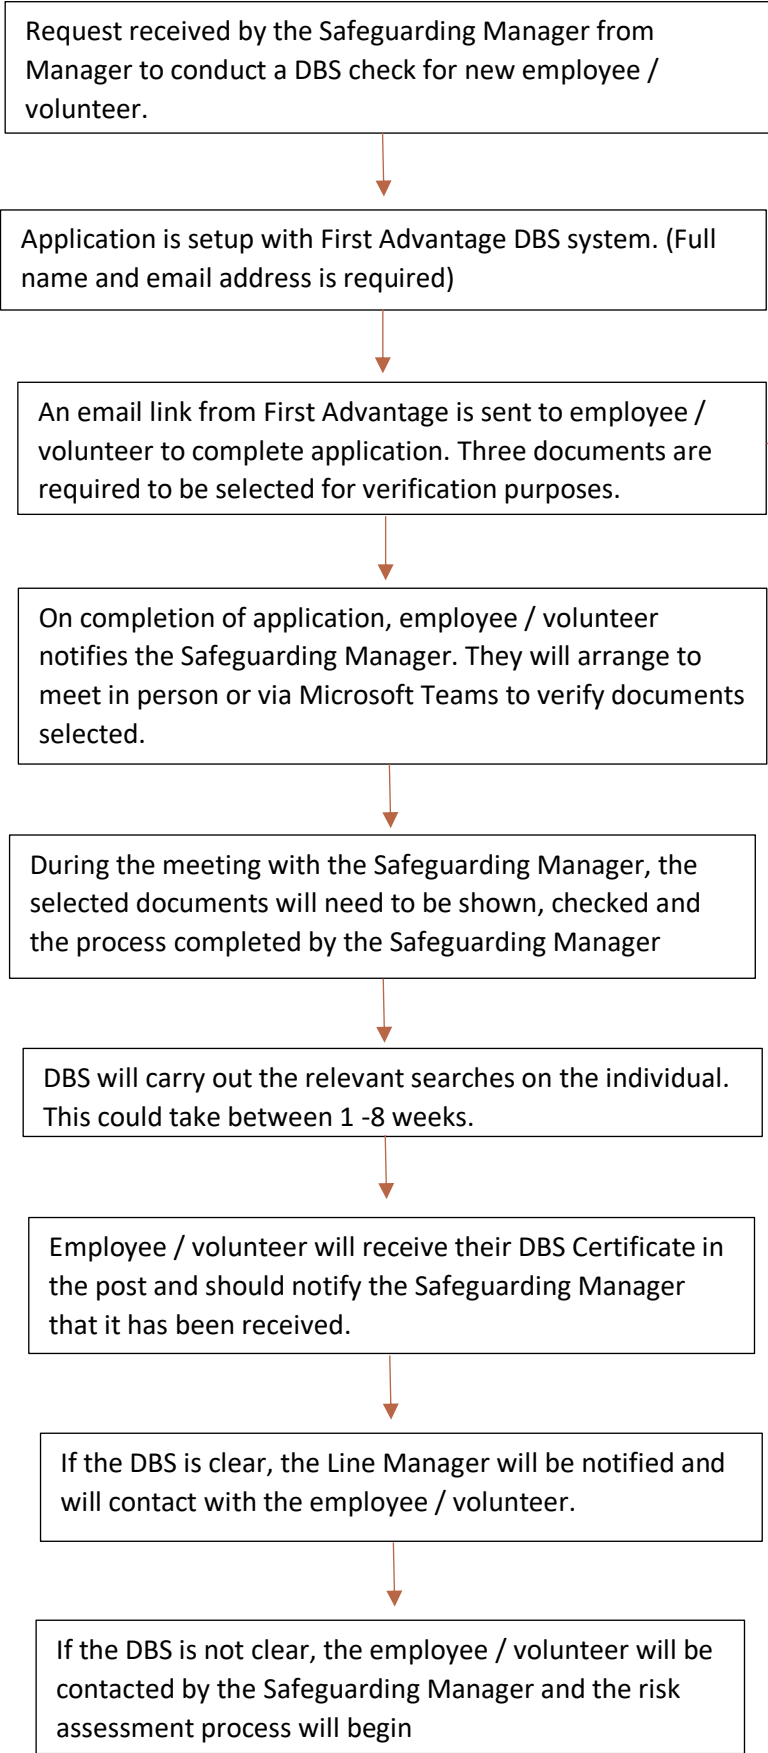 Request received by the Safeguarding Manager from
Manager to conduct a DBS check for new employee /
volunteer.
Application is setup with First Advantage DBS system. (Full
name and email address is required)
An email link from First Advantage is sent to employee /
volunteer to complete application. Three documents are
required to be selected for verification purposes.
On completion of application, employee / volunteer
notifies the Safeguarding Manager. They will arrange to
meet in person or via Microsoft Teams to verify documents
selected.
During the meeting with the Safeguarding Manager, the
selected documents will need to be shown, checked and
the process completed by the Safeguarding Manager
DBS will carry out the relevant searches on the individual.
This could take between 1 -8 weeks.
Employee / volunteer will receive their DBS Certificate in
the post and should notify the Safeguarding Manager
that it has been received.
If the DBS is clear, the Line Manager will be notified and
will contact with the employee / volunteer.
If the DBS is not clear, the employee / volunteer will be
contacted by the Safeguarding Manager and the risk
assessment process will begin